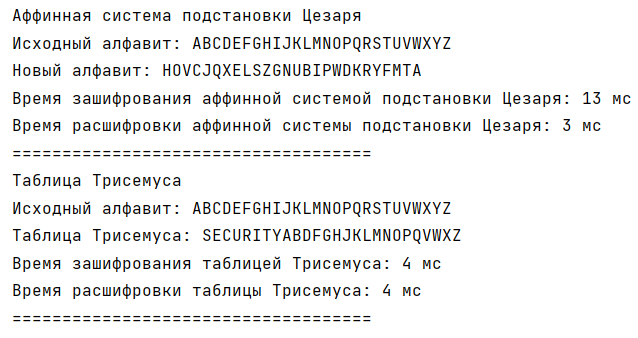 Аффинная система подстановки Цезаря
Исходный алфавит: ABCDEFGHIJKLMNOPQRSTUVWXYZ
Новый алфавит: HOVCJQXELSZGNUBIPWDKRYFMTA
Время зашифрования аффинной системой подстановки Цезаря: 13 мс
Время расшифровки аффинной системы подстановки Цезаря: 3 мс
====================================
Таблица Трисемуса
Исходный алфавит: ABCDEFGHIJKLMNOPQRSTUVWXYZ
Таблица Трисемуса: SECURITYABDFGHJKLMNOPQVWXZ
Время зашифрования таблицей Трисемуса: 4 мс
Время расшифровки таблицы Трисемуса: 4 мс
====================================